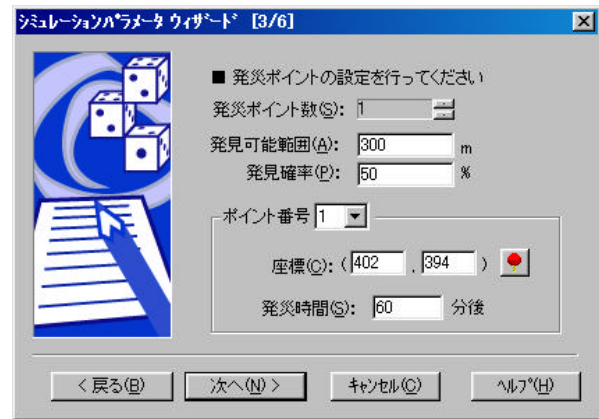 ｼﾐｭﾚｰｼｮﾝﾊﾟﾗﾒｰﾀ ｳｨｻﾞｰﾄﾞ [3/6]
■ 発災ポイントの設定を行ってください
発災ポイント数(S): 1
発見可能範囲(A): 300 m
発見確率(P): 50 %
ポイント番号 1
座標(C): ( 402 , 394 )
発災時間(S): 60 分後
< 戻る(B) 次へ(N) > ｷｬﾝｾﾙ(C) ﾍﾙﾌﾟ(H)